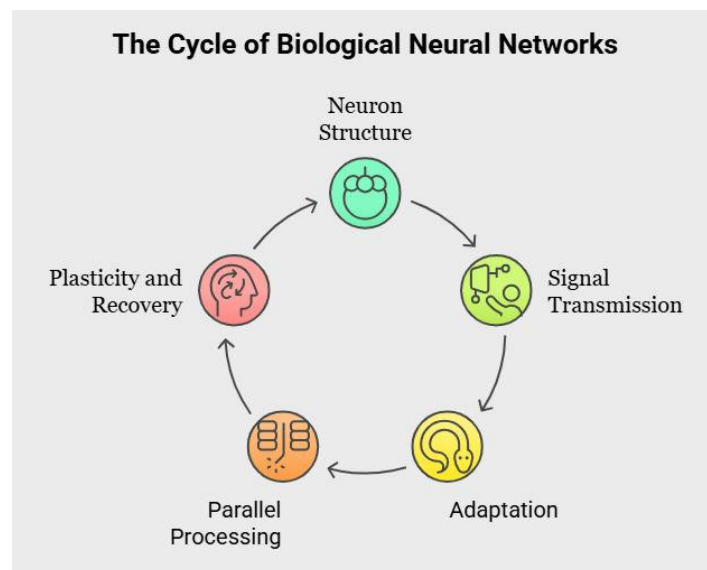 The Cycle of Biological Neural Networks
Neuron
Structure
Signal
Transmission
Adaptation
Parallel
Processing
Plasticity and
Recovery